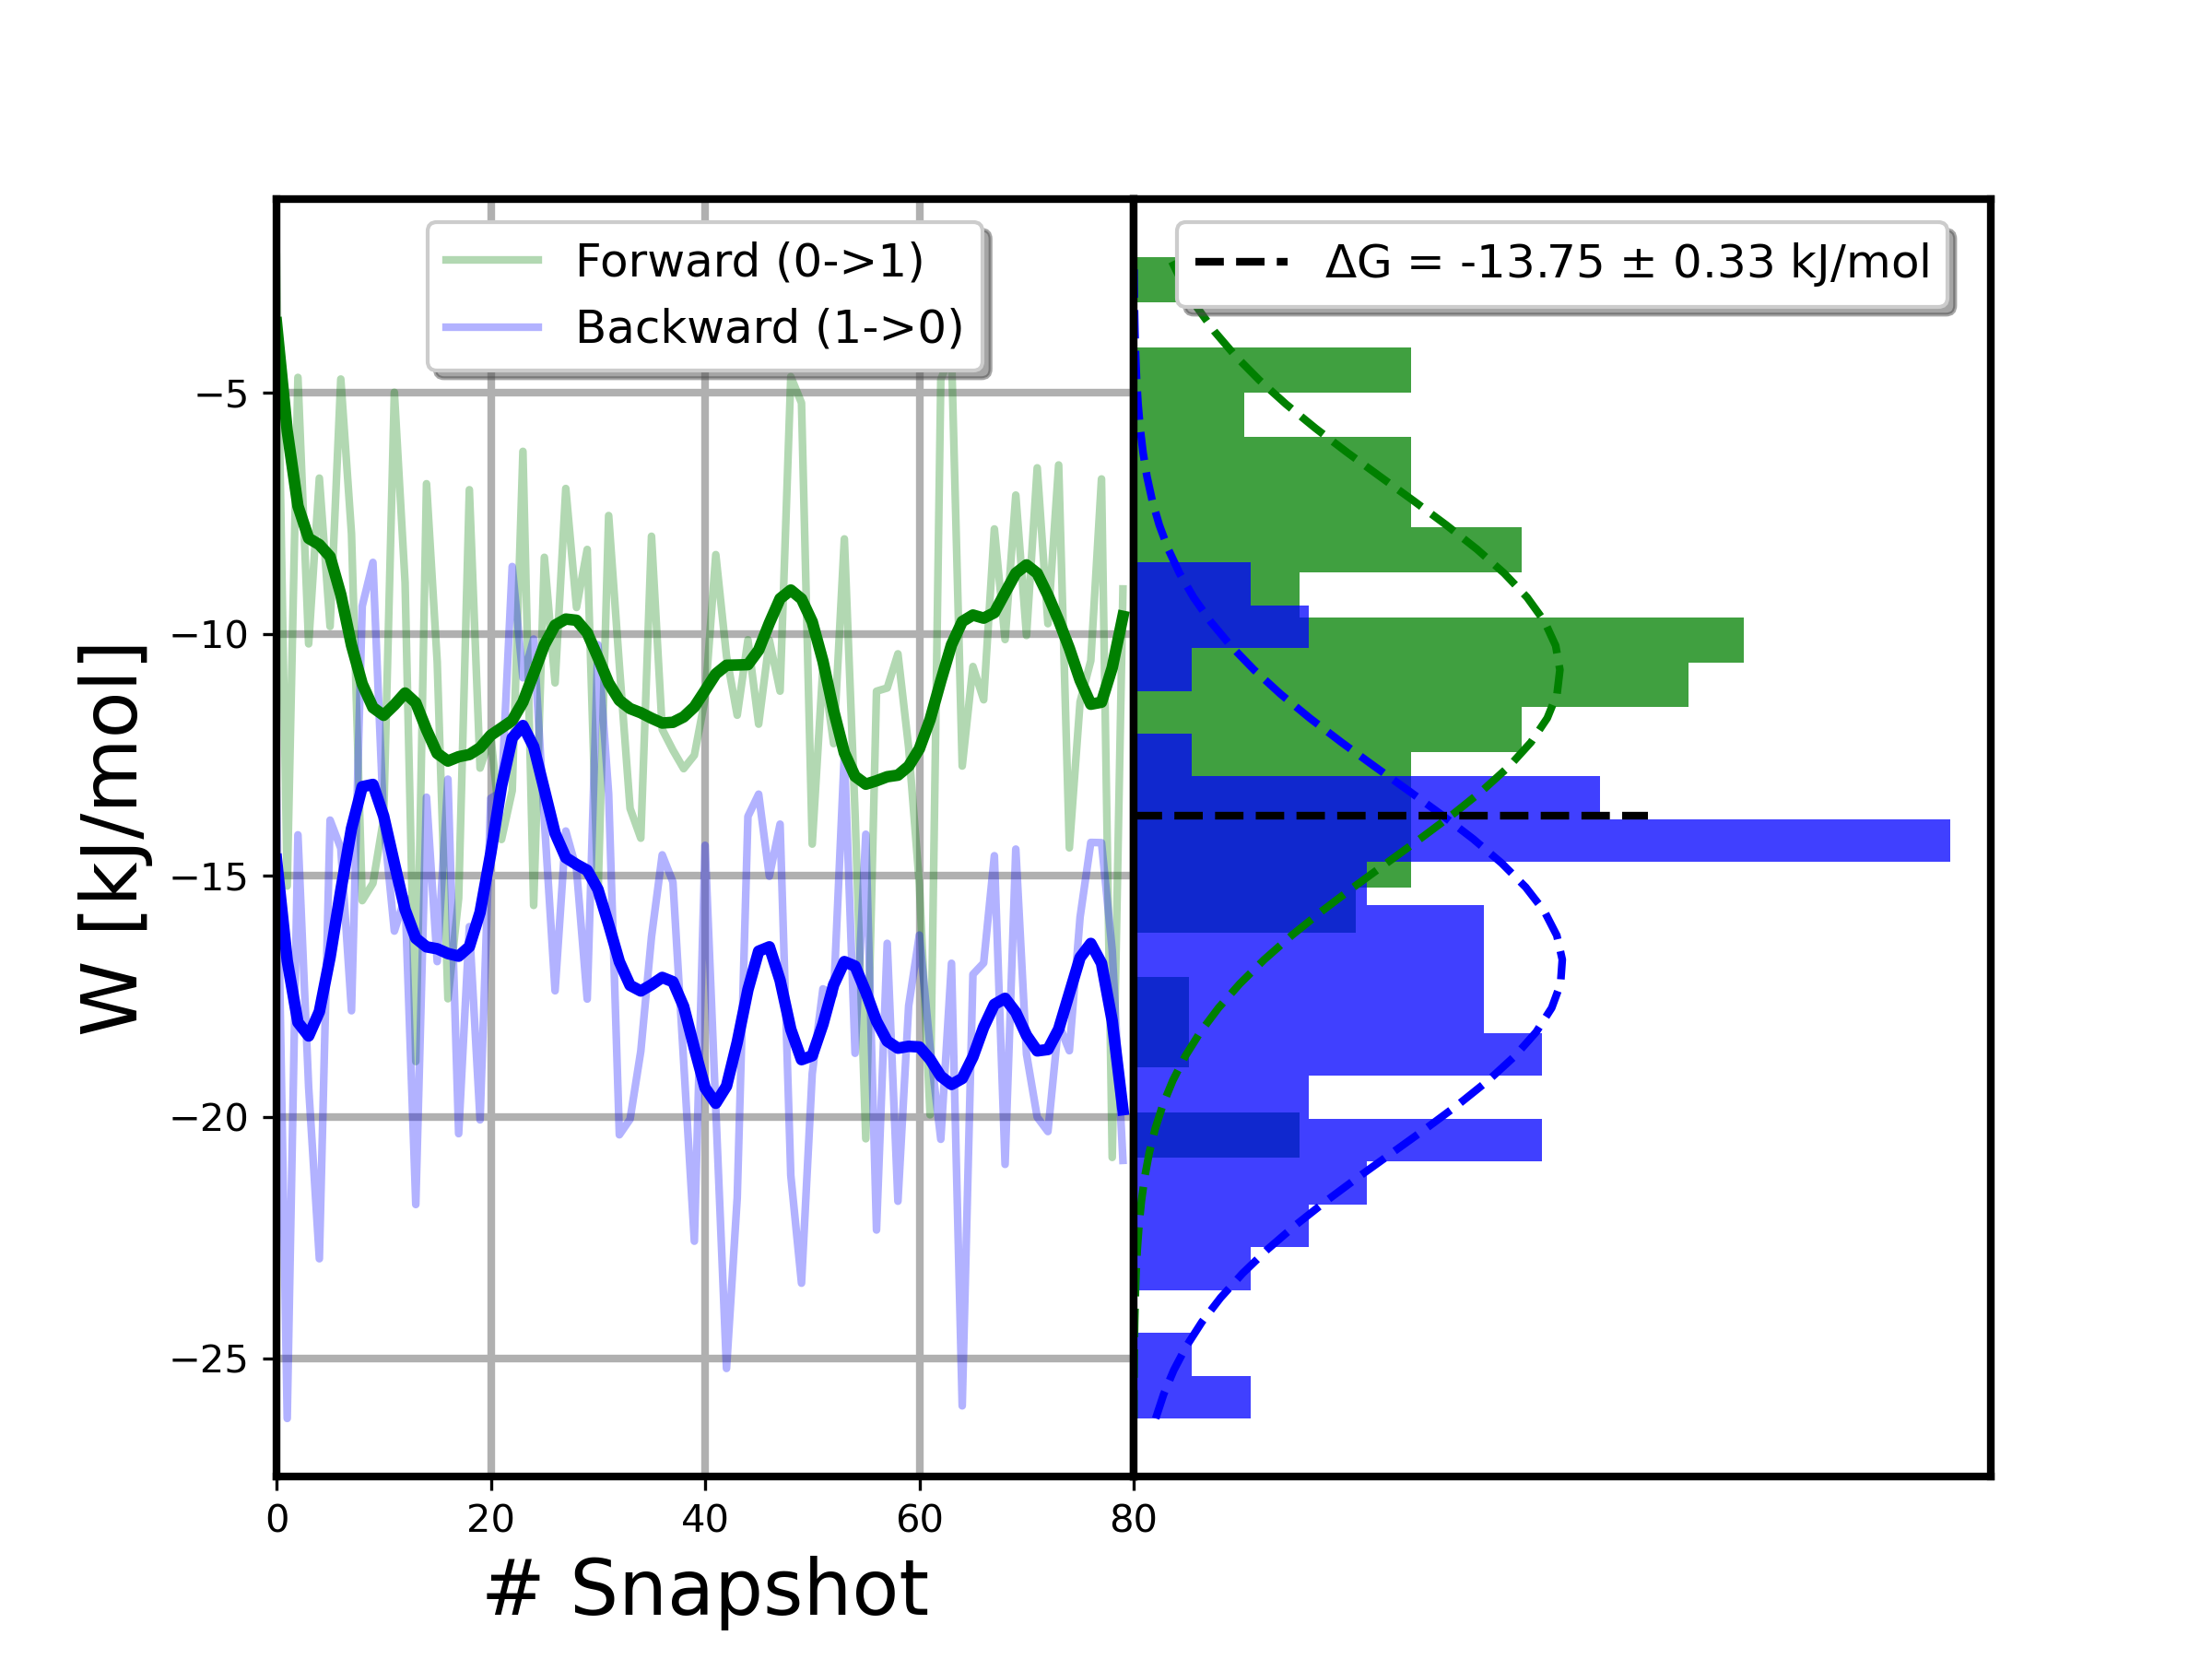 Forward (0->1)
Backward (1->0)
ΔG = -13.75 ± 0.33 kJ/mol
W [kJ/mol]
−5
−10
−15
−20
−25
0 20 40 60 80
# Snapshot